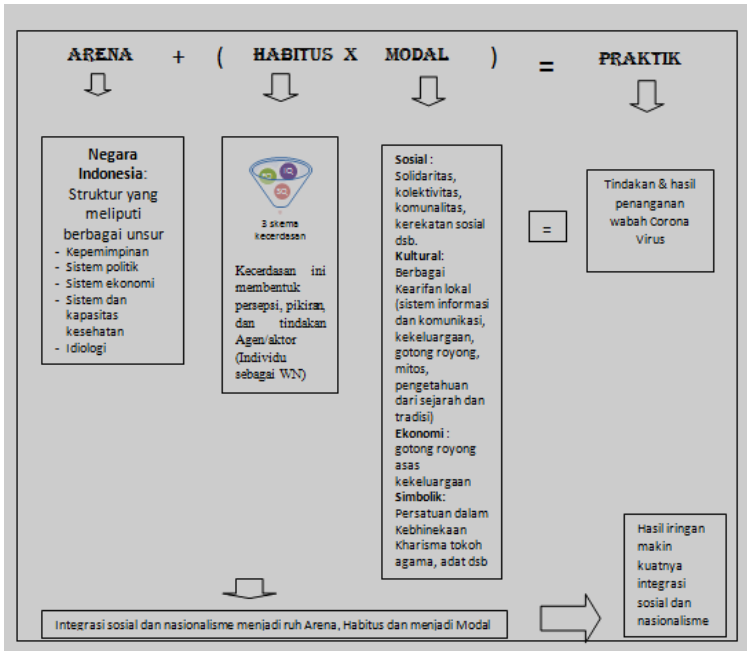 ARENA + ( HABITUS X MODAL ) = PRAKTIK
Negara
Indonesia:
Struktur yang
meliputi
berbagai unsur
- Kepemimpinan
- Sistem politik
- Sistem ekonomi
- Sistem dan
kapasitas
kesehatan
- Idiologi
SQ
3 skema
kecerdasan
Kecerdasan ini
membentuk
persepsi, pikiran,
dan tindakan
Agen/aktor
(Individu
sebagai WN)
Sosial :
Solidaritas,
kolektivitas,
komunalitas,
kerekatan sosial
dsb.
Kultural:
Berbagai
Kearifan lokal
(sistem informasi
dan komunikasi,
kekeluargaan,
gotong royong,
mitos,
pengetahuan
dari sejarah dan
tradisi)
Ekonomi :
gotong royong
asas
kekeluargaan
Simbolik:
Persatuan dalam
Kebhinekaan
Kharisma tokoh
agama, adat dsb
=
Tindakan & hasil
penanganan
wabah Corona
Virus
Integrasi sosial dan nasionalisme menjadi ruh Arena, Habitus dan menjadi Modal
Hasil iringan
makin
kuatnya
integrasi
sosial dan
nasionalisme